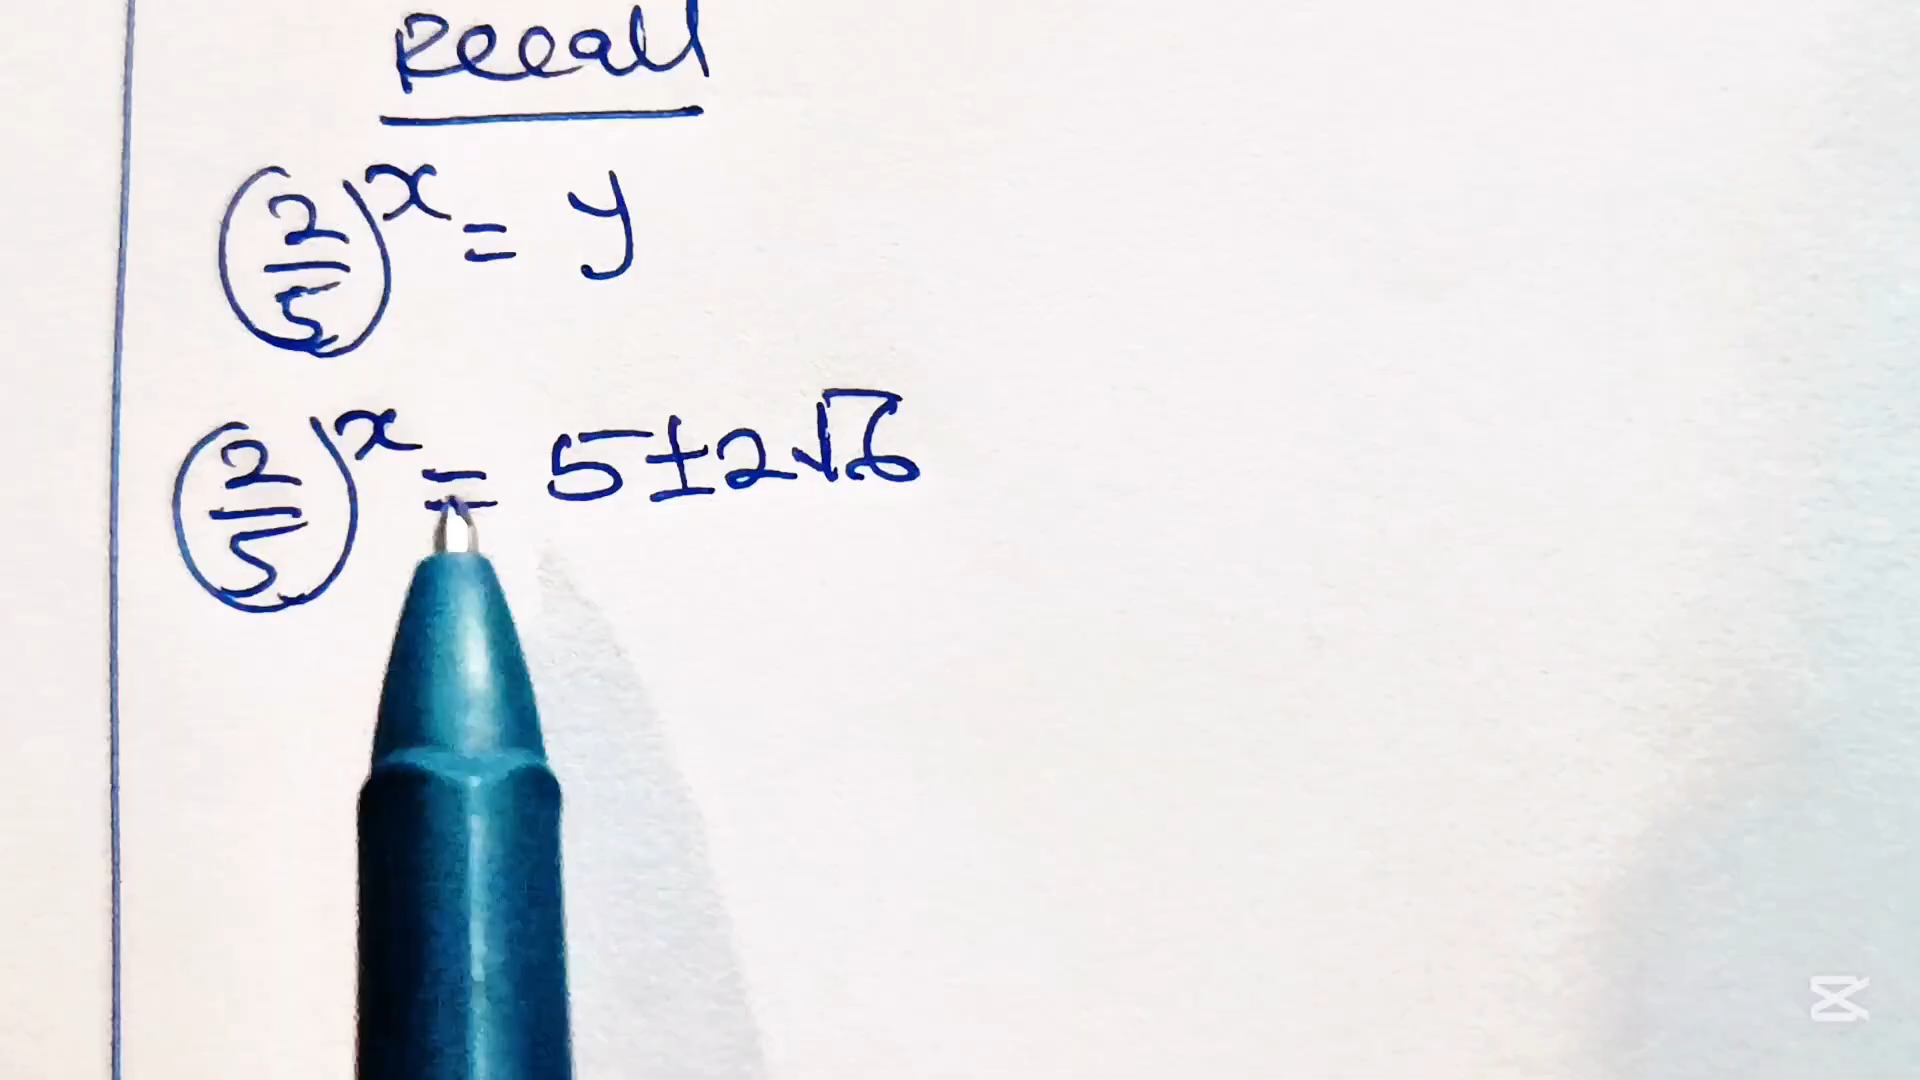 Recall
(2/5)^x = y
(2/5)^x = 5±2√6